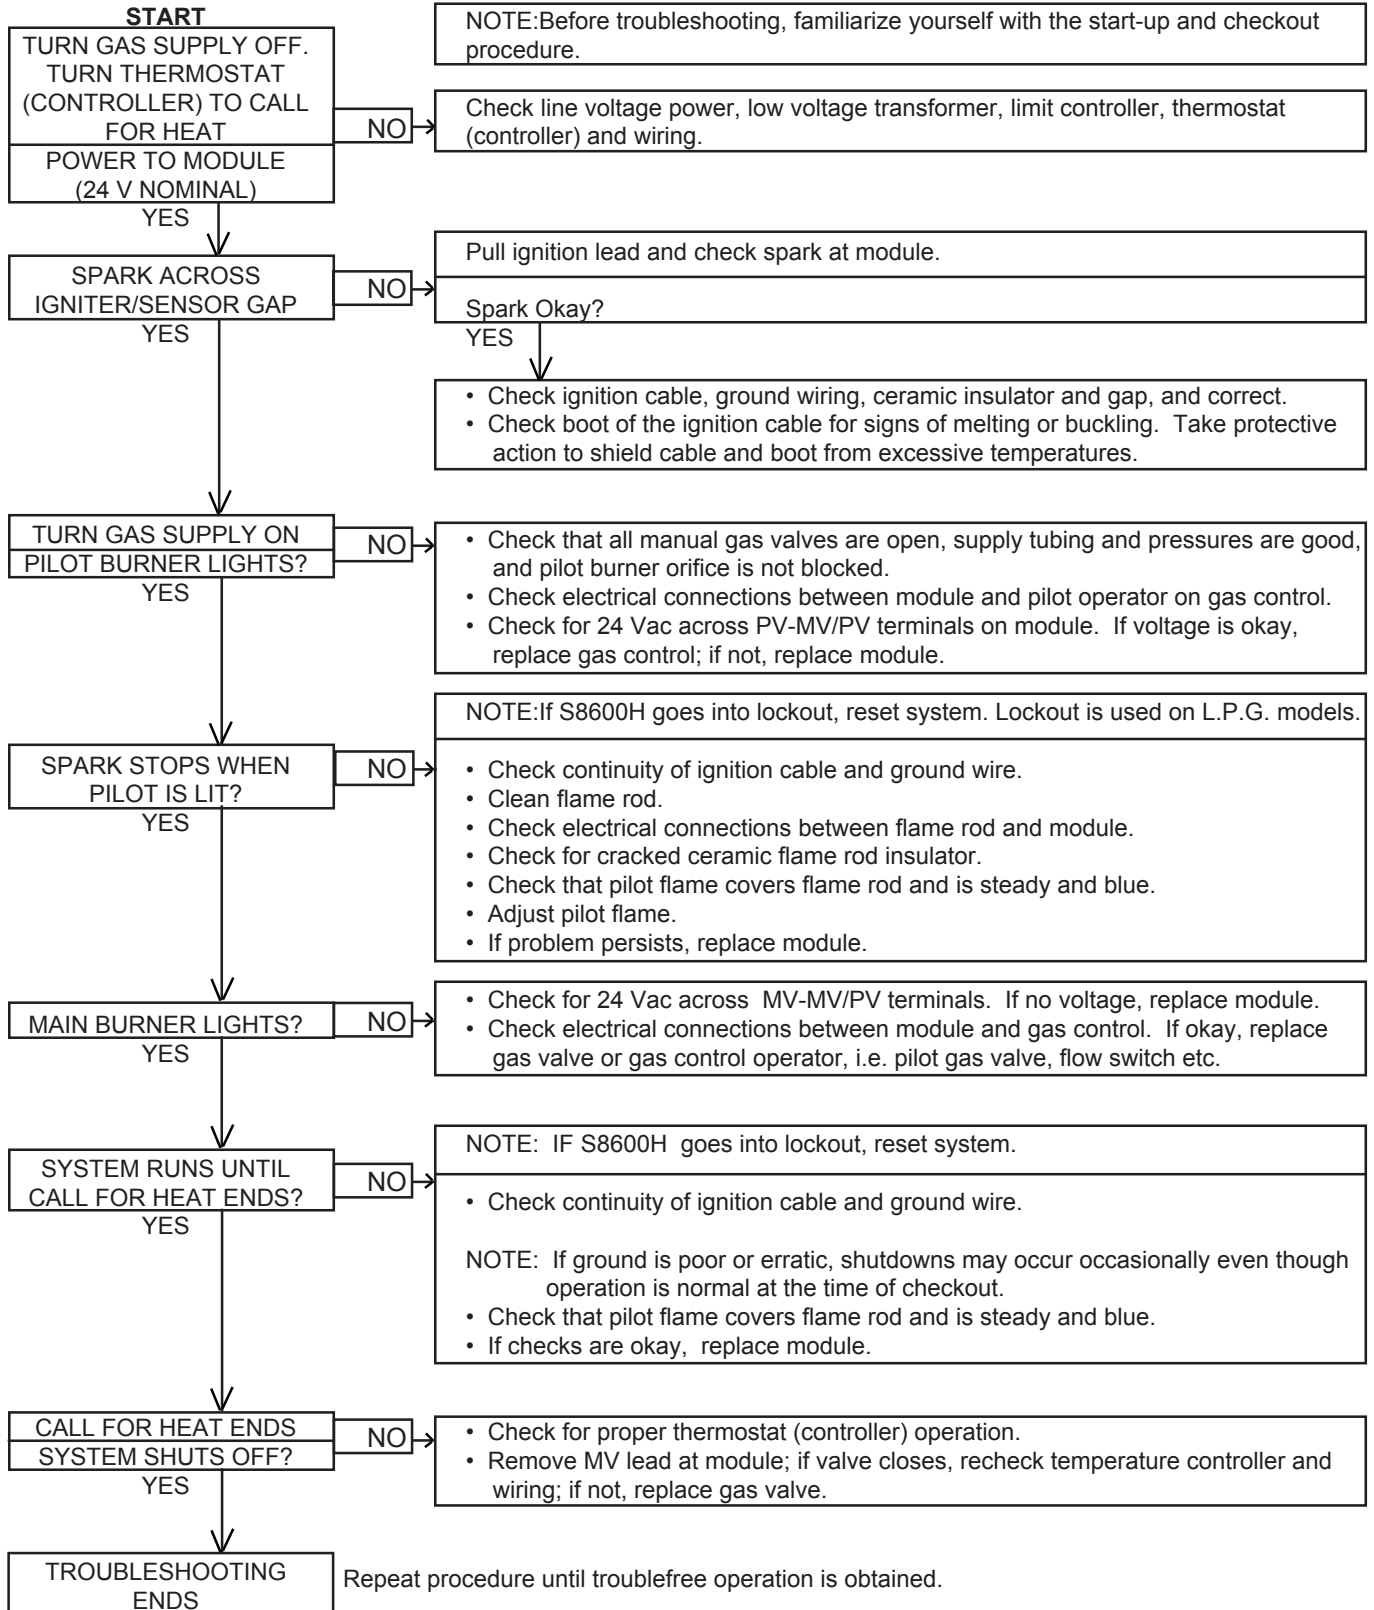 START
TURN GAS SUPPLY OFF.
TURN THERMOSTAT
(CONTROLLER) TO CALL
FOR HEAT
POWER TO MODULE
(24 V NOMINAL)
NO
YES
NOTE:Before troubleshooting, familiarize yourself with the start-up and checkout
procedure.
Check line voltage power, low voltage transformer, limit controller, thermostat
(controller) and wiring.
SPARK ACROSS
IGNITER/SENSOR GAP
NO
YES
Pull ignition lead and check spark at module.
Spark Okay?
YES
• Check ignition cable, ground wiring, ceramic insulator and gap, and correct.
• Check boot of the ignition cable for signs of melting or buckling. Take protective
action to shield cable and boot from excessive temperatures.
TURN GAS SUPPLY ON
PILOT BURNER LIGHTS?
NO
YES
• Check that all manual gas valves are open, supply tubing and pressures are good,
and pilot burner orifice is not blocked.
• Check electrical connections between module and pilot operator on gas control.
• Check for 24 Vac across PV-MV/PV terminals on module. If voltage is okay,
replace gas control; if not, replace module.
SPARK STOPS WHEN
PILOT IS LIT?
NO
YES
NOTE:If S8600H goes into lockout, reset system. Lockout is used on L.P.G. models.
• Check continuity of ignition cable and ground wire.
• Clean flame rod.
• Check electrical connections between flame rod and module.
• Check for cracked ceramic flame rod insulator.
• Check that pilot flame covers flame rod and is steady and blue.
• Adjust pilot flame.
• If problem persists, replace module.
MAIN BURNER LIGHTS?
NO
YES
• Check for 24 Vac across MV-MV/PV terminals. If no voltage, replace module.
• Check electrical connections between module and gas control. If okay, replace
gas valve or gas control operator, i.e. pilot gas valve, flow switch etc.
SYSTEM RUNS UNTIL
CALL FOR HEAT ENDS?
NO
YES
NOTE: IF S8600H goes into lockout, reset system.
• Check continuity of ignition cable and ground wire.
NOTE: If ground is poor or erratic, shutdowns may occur occasionally even though
operation is normal at the time of checkout.
• Check that pilot flame covers flame rod and is steady and blue.
• If checks are okay, replace module.
CALL FOR HEAT ENDS
SYSTEM SHUTS OFF?
NO
YES
• Check for proper thermostat (controller) operation.
• Remove MV lead at module; if valve closes, recheck temperature controller and
wiring; if not, replace gas valve.
TROUBLESHOOTING
ENDS
Repeat procedure until troublefree operation is obtained.